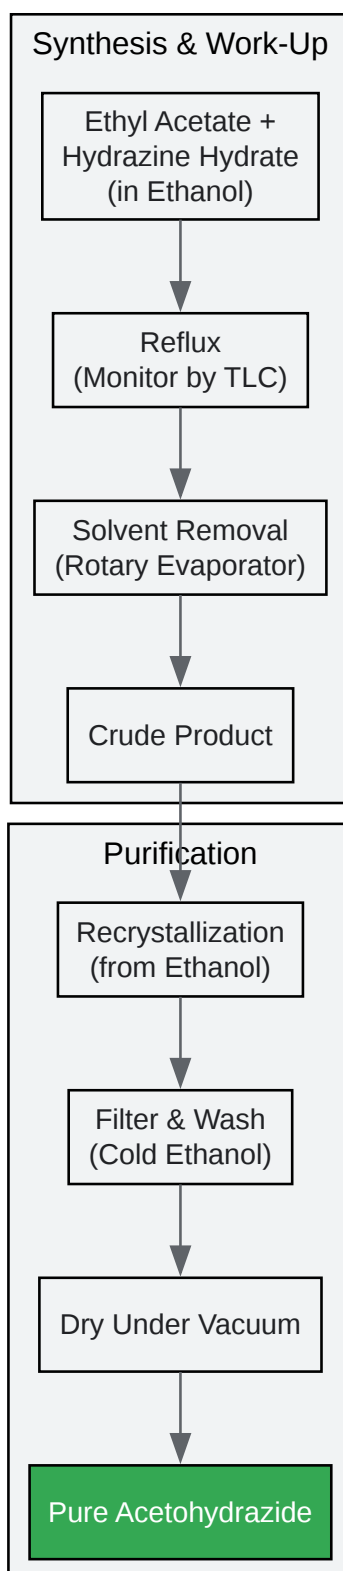 Synthesis & Work-Up
Ethyl Acetate +
Hydrazine Hydrate
(in Ethanol)
Reflux
(Monitor by TLC)
Solvent Removal
(Rotary Evaporator)
Crude Product
Purification
Recrystallization
(from Ethanol)
Filter & Wash
(Cold Ethanol)
Dry Under Vacuum
Pure Acetohydrazide